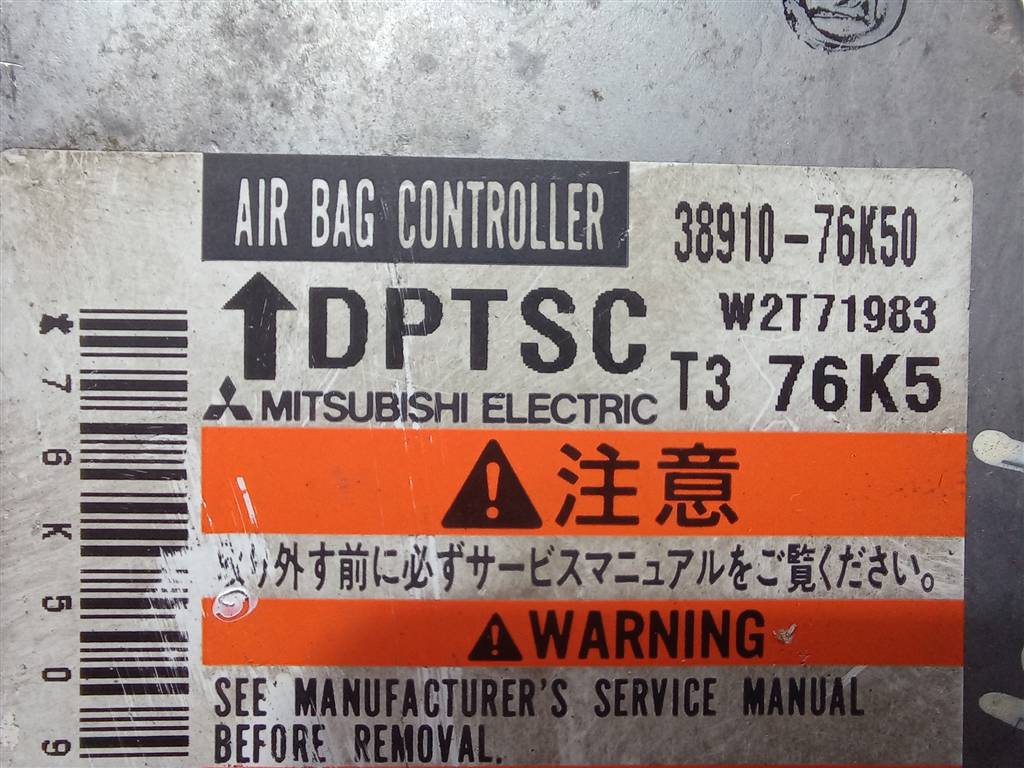 AIR BAG CONTROLLER
38910-76K50
DPTSC
W2T71983
T3 76K5
MITSUBISHI ELECTRIC
注意
取り外す前に必ずサービスマニュアルをご覧ください。
WARNING
SEE MANUFACTURER'S SERVICE MANUAL
BEFORE REMOVAL.
*76K509